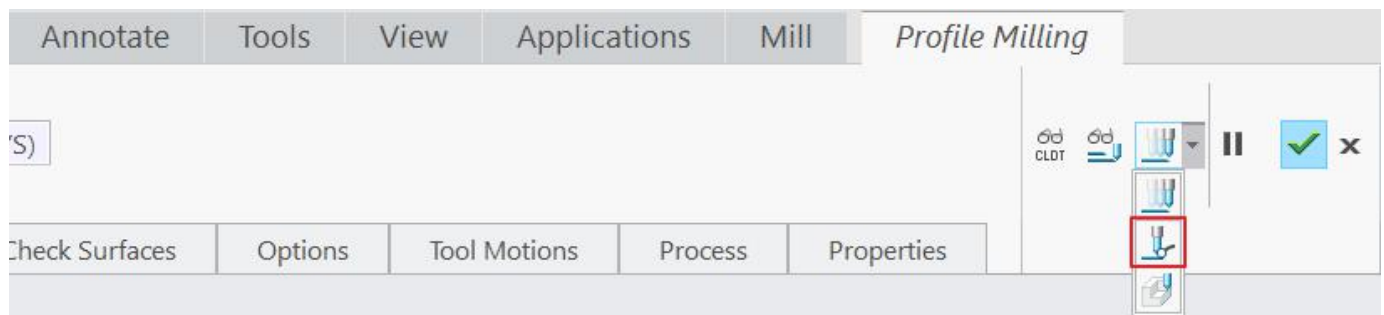 Annotate Tools View Applications Mill Profile Milling
S)
CLDT
Check Surfaces Options Tool Motions Process Properties